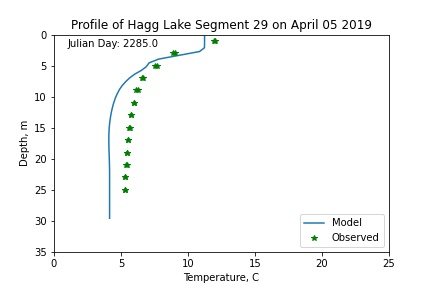 Profile of Hagg Lake Segment 29 on April 05 2019
Julian Day: 2285.0
0
5
10
15
20
25
30
35
Depth, m
Model
Observed
0 5 10 15 20 25
Temperature, C